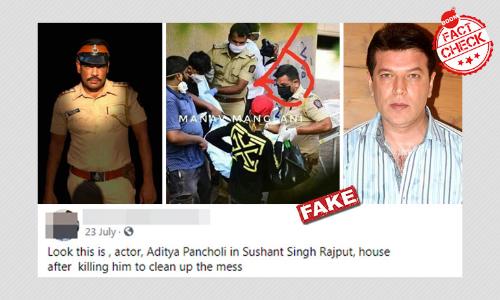 BOOM
FACT
CHECK
MANAV MANGLANI
FAKE
23 July ·
Look this is , actor, Aditya Pancholi in Sushant Singh Rajput, house
after killing him to clean up the mess